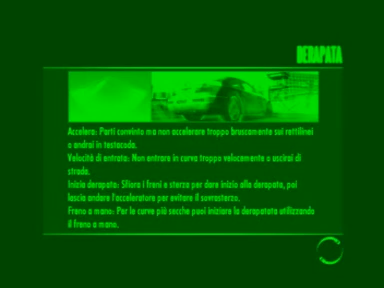 DERAPATA
Accelera: Parti convinto ma non accelerare troppo bruscamente sui rettilinei
o andrai in testacoda.
Velocità di entrata: Non entrare in curva troppo velocemente o uscirai di
strada.
Inizia derapata: Sfiora i freni e sterza per dare inizio alla derapata, poi
lascia andare l'acceleratore per evitare il sovrasterzo.
Freno a mano: Per le curve più secche puoi iniziare la derapatata utilizzando
il freno a mano.